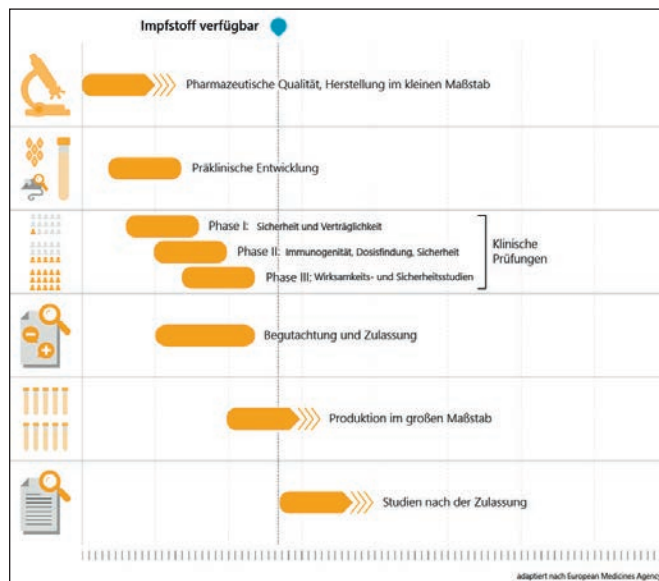 Impfstoff verfügbar
Pharmazeutische Qualität, Herstellung im kleinen Maßstab
Präklinische Entwicklung
Phase I: Sicherheit und Verträglichkeit
Phase II: Immunogenität, Dosisfindung, Sicherheit
Phase III: Wirksamkeits- und Sicherheitsstudien
Klinische
Prüfungen
Begutachtung und Zulassung
Produktion im großen Maßstab
Studien nach der Zulassung
adaptiert nach European Medicines Agency